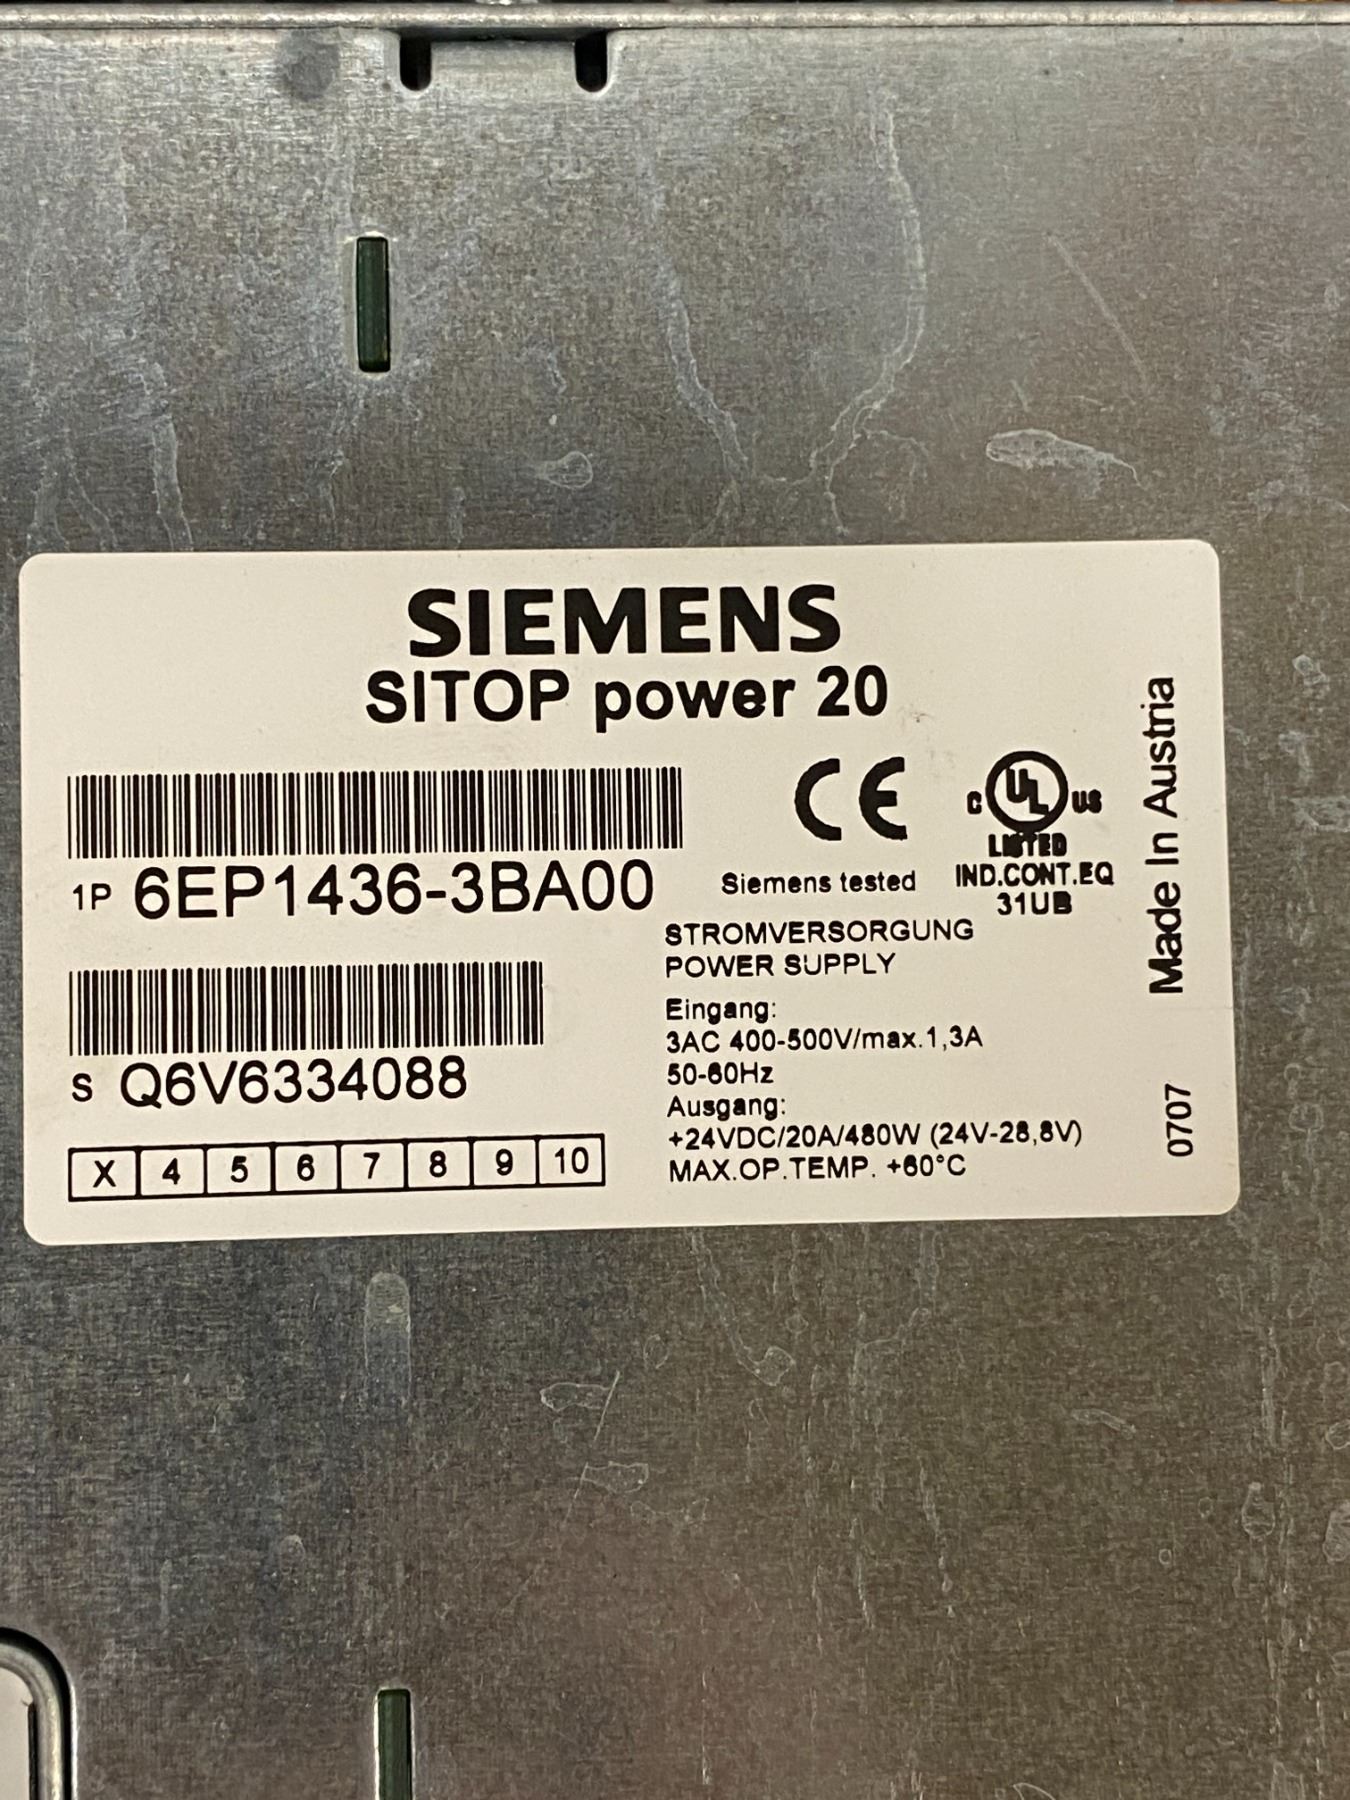 SIEMENS
SITOP power 20
1P 6EP1436-3BA00
S Q6V6334088
X 4 5 6 7 8 9 10
CE
Siemens tested
C UL US
LISTED
IND.CONT.EQ
31UB
STROMVERSORGUNG
POWER SUPPLY
Eingang:
3AC 400-500V/max.1,3A
50-60Hz
Ausgang:
+24VDC/20A/480W (24V-28,8V)
MAX.OP.TEMP. +60°C
Made In Austria
0707